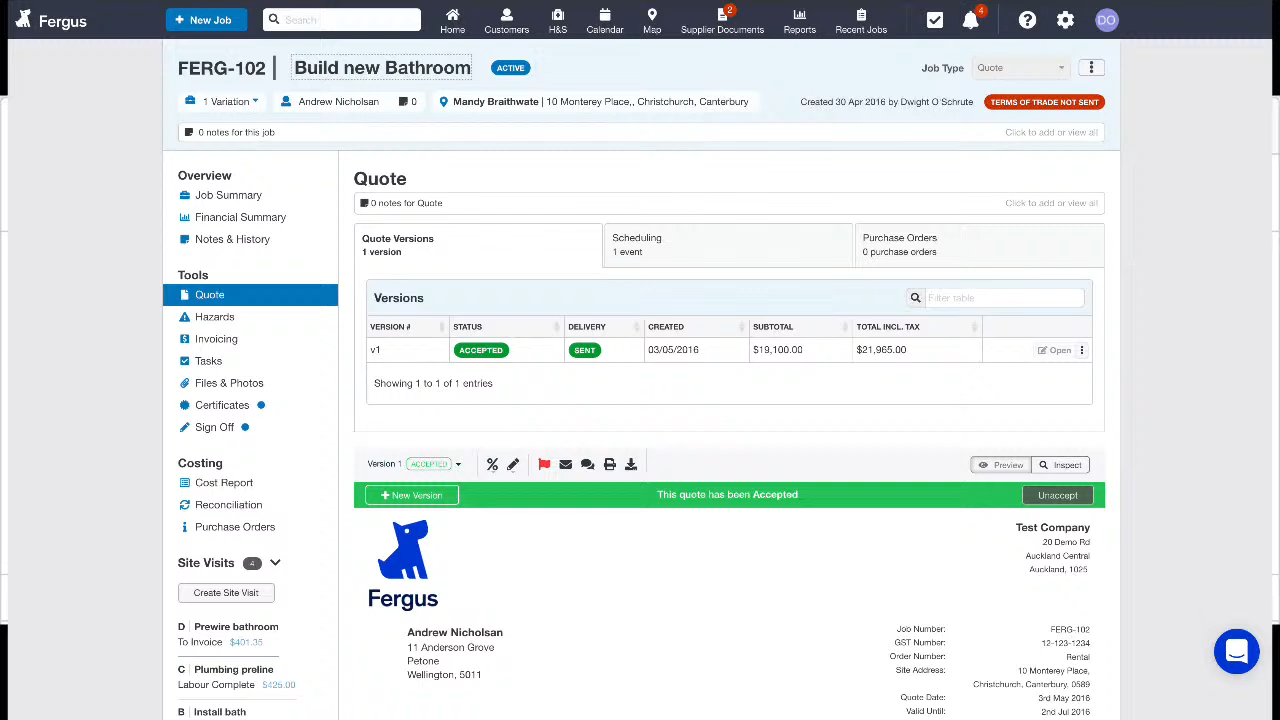 Fergus
New Job
Search
Home
Customers
H&S
Calendar
Map
2
Supplier Documents
Reports
Recent Jobs
4
DO
FERG-102
Build new Bathroom
ACTIVE
Job Type
Quote
1 Variation
Andrew Nicholsan
0
Mandy Braithwate | 10 Monterey Place,, Christchurch, Canterbury
Created 30 Apr 2016 by Dwight O Schrute
TERMS OF TRADE NOT SENT
0 notes for this job
Click to add or view all
Overview
Job Summary
Financial Summary
Notes & History
Tools
Quote
Hazards
Invoicing
Tasks
Files & Photos
Certificates
Sign Off
Costing
Cost Report
Reconciliation
Purchase Orders
Site Visits 4
Create Site Visit
D | Prewire bathroom
To Invoice $401.35
C | Plumbing preline
Labour Complete $425.00
B | Install bath
Quote
0 notes for Quote
Click to add or view all
Quote Versions
1 version
Scheduling
1 event
Purchase Orders
0 purchase orders
Versions
Filter table
VERSION # STATUS DELIVERY CREATED SUBTOTAL TOTAL INCL. TAX
v1 ACCEPTED SENT 03/05/2016 $19,100.00 $21,965.00 Open
Showing 1 to 1 of 1 entries
Version 1 ACCEPTED
Preview
Inspect
New Version
This quote has been Accepted
Unaccept
Fergus
Test Company
20 Demo Rd
Auckland Central
Auckland, 1025
Andrew Nicholsan
11 Anderson Grove
Petone
Wellington, 5011
Job Number: FERG-102
GST Number: 12-123-1234
Order Number: Rental
Site Address: 10 Monterey Place,
Christchurch, Canterbury, 0589
Quote Date: 3rd May 2016
Valid Until: 2nd Jul 2016